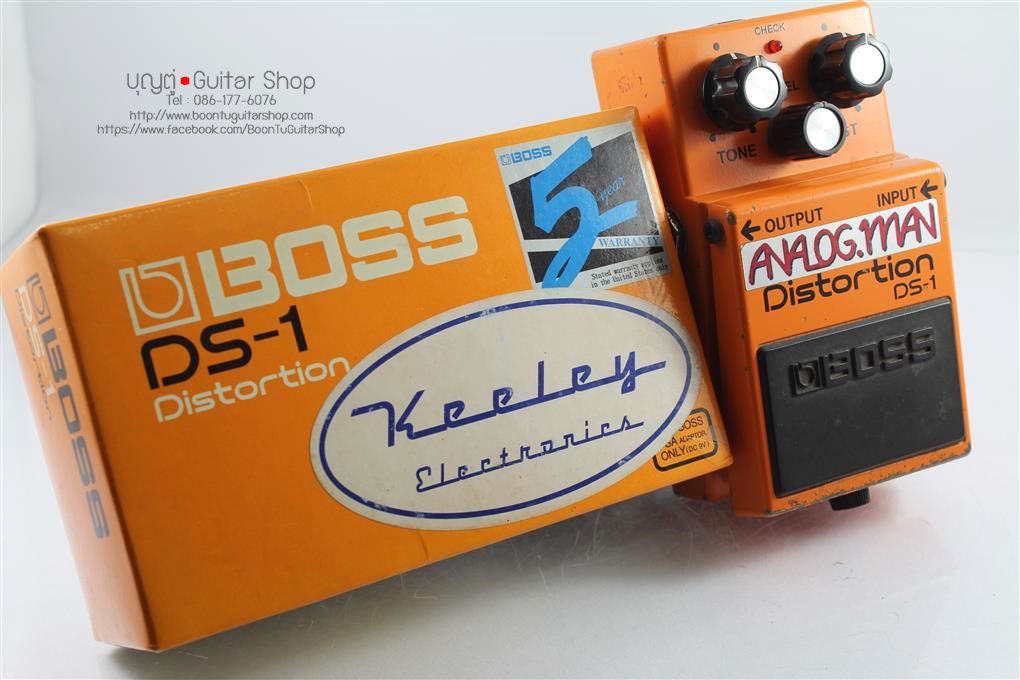 บุญตู่•Guitar Shop
Tel : 086-177-6076
http://www.boontuguitarshop.com
https://www.facebook.com/BoonTuGuitarShop
BOSS
DS-1
Distortion
BOSS
5 year
WARRANTY
Stated warranty applies
in the United States only
Keeley
Electronics
BOSS
ADAPTOR
ONLY (DC 9V)
BOSS
DS-1
CHECK
TONE
OUTPUT
INPUT
ANALOG.MAN
Distortion
DS-1
BOSS